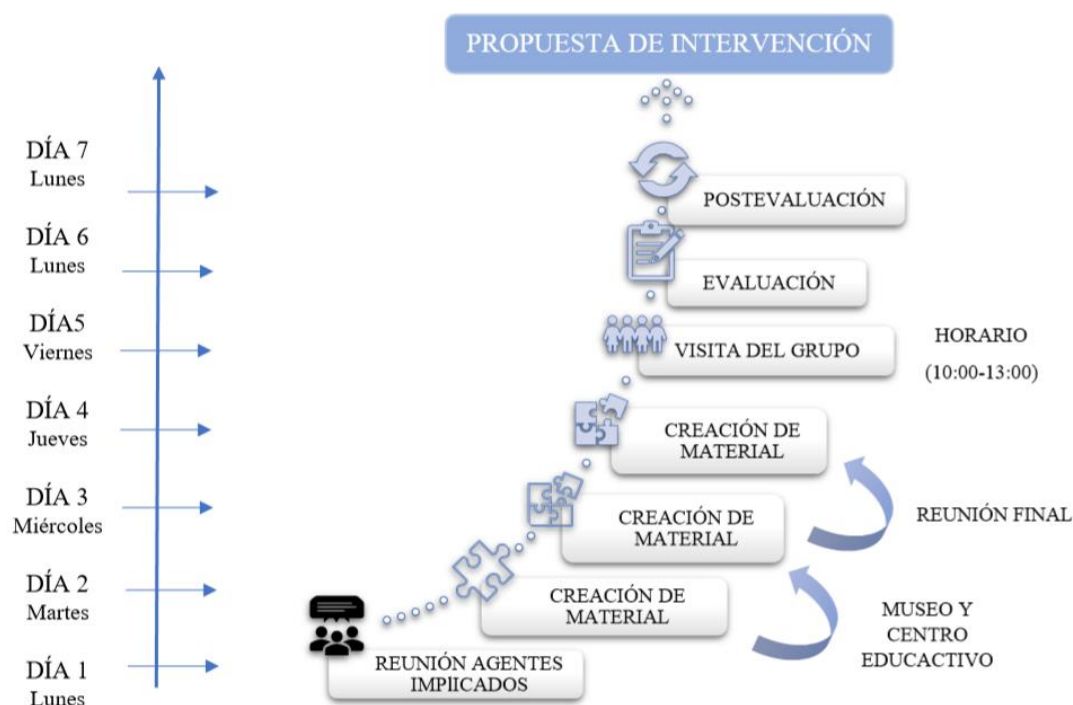 PROPUESTA DE INTERVENCIÓN
DÍA 7
Lunes
POSTEVALUACIÓN
DÍA 6
Lunes
EVALUACIÓN
DÍA5
Viernes
VISITA DEL GRUPO
HORARIO
(10:00-13:00)
DÍA 4
Jueves
CREACIÓN DE
MATERIAL
DÍA 3
Miércoles
CREACIÓN DE
MATERIAL
REUNIÓN FINAL
DÍA 2
Martes
CREACIÓN DE
MATERIAL
MUSEO Y
CENTRO
EDUCACTIVO
DÍA 1
Lunes
REUNIÓN AGENTES
IMPlICADOS